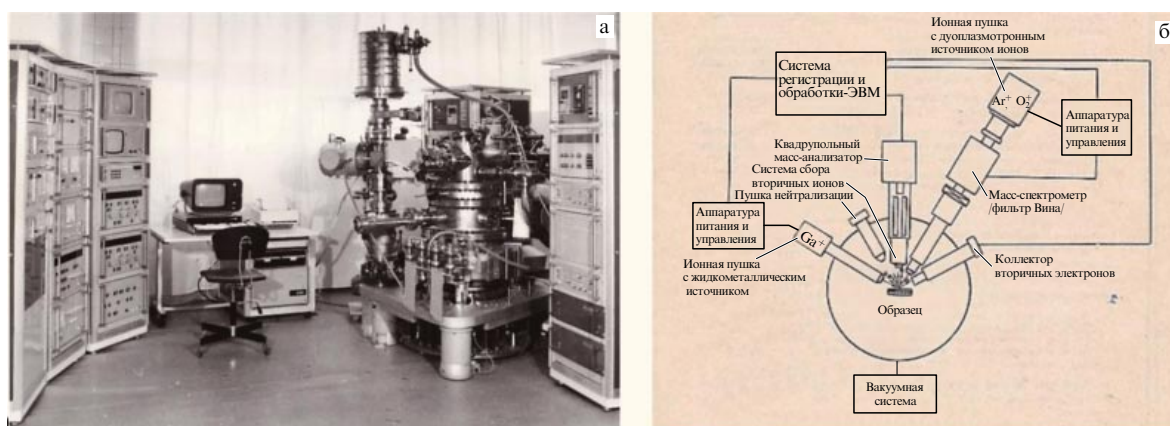 а
б
Ионная пушка
с дуоплазмотронным
источником ионов
Система
регистрации и
обработки-ЭВМ
Ar⁺, O₂⁺
Аппаратура
питания и
управления
Квадрупольный
масс-анализатор
Система сбора
вторичных ионов
Пушка нейтрализации
Масс-спектрометр
/фильтр Вина/
Аппаратура
питания и
управления
Ga⁺
Ионная пушка
с жидкометаллическим
источником
Коллектор
вторичных электронов
Образец
Вакуумная
система